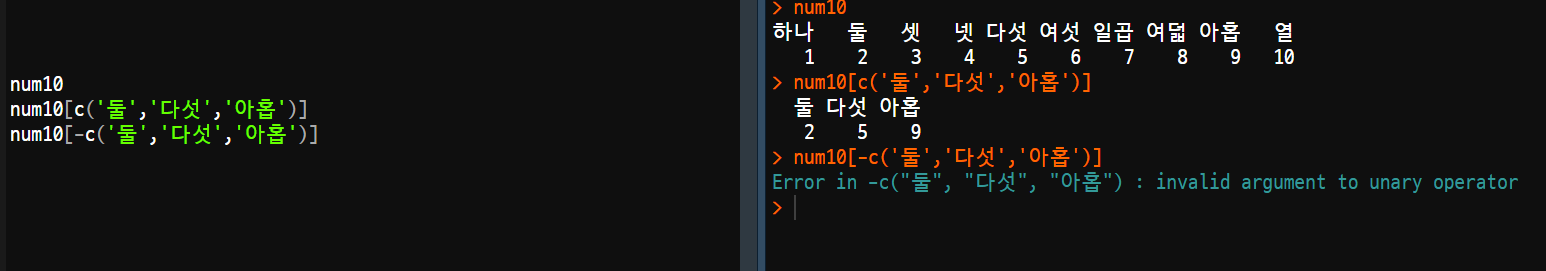 num10
num10[c('둘','다섯','아홉')]
num10[-c('둘','다섯','아홉')]
> num10
하나 둘 셋 넷 다섯 여섯 일곱 여덟 아홉 열
1 2 3 4 5 6 7 8 9 10
> num10[c('둘','다섯','아홉')]
둘 다섯 아홉
2 5 9
> num10[-c('둘','다섯','아홉')]
Error in -c("둘", "다섯", "아홉") : invalid argument to unary operator
>